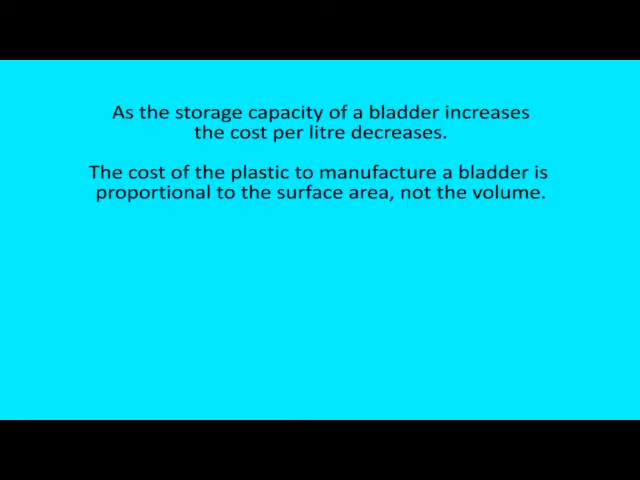 As the storage capacity of a bladder increases
the cost per litre decreases.
The cost of the plastic to manufacture a bladder is
proportional to the surface area, not the volume.